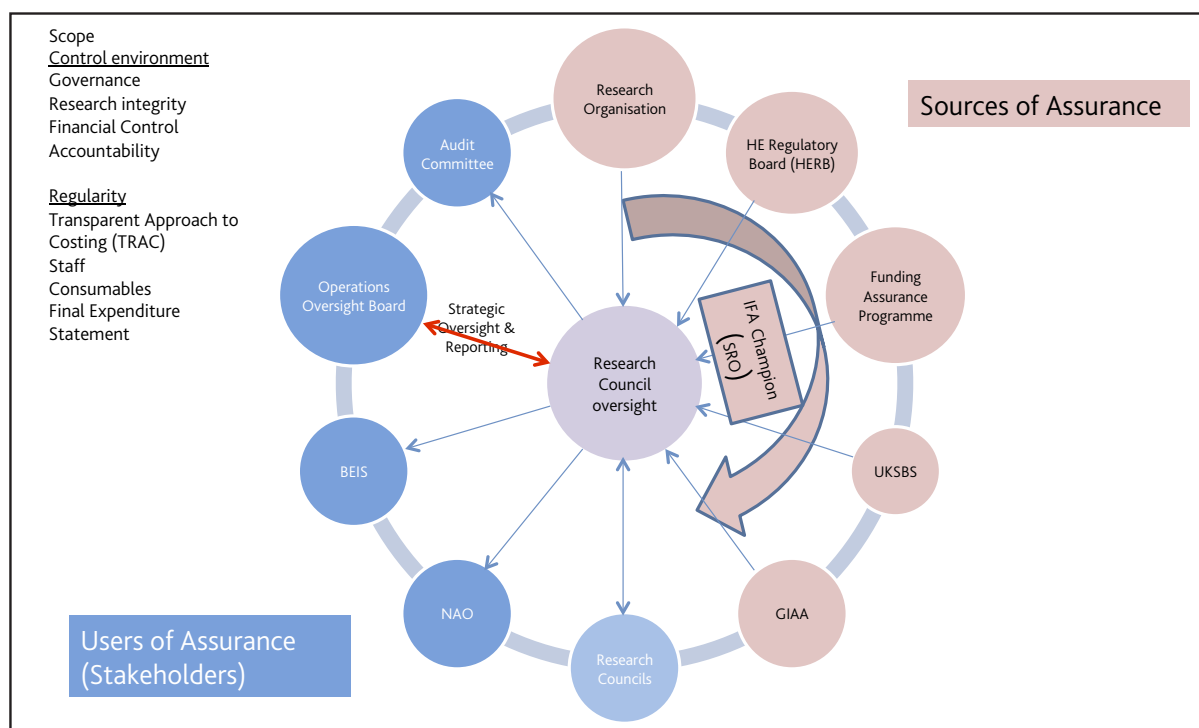 Scope
Control environment
Governance
Research integrity
Financial Control
Accountability
Regularity
Transparent Approach to
Costing (TRAC)
Staff
Consumables
Final Expenditure
Statement
Sources of Assurance
Research
Organisation
HE Regulatory
Board (HERB)
Funding
Assurance
Programme
UKSBS
GIAA
Research
Councils
NAO
BEIS
Operations
Oversight Board
Audit
Committee
Strategic
Oversight &
Reporting
Research
Council
oversight
IFA Champion
(SRO)
Users of Assurance
(Stakeholders)